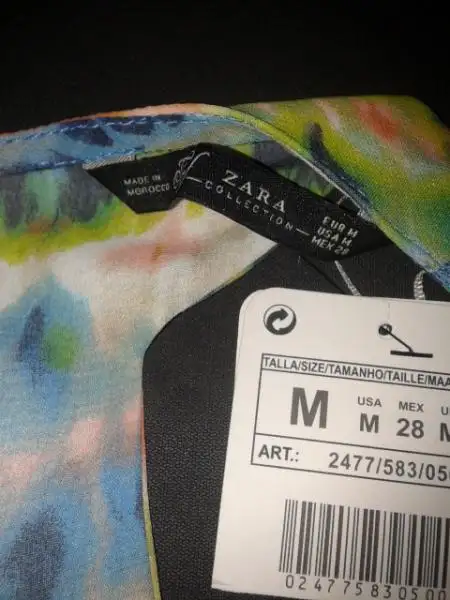 MADE IN
MOROCCO
ZARA
COLLECTION
EUR M
USA M
MEX 28
TALLA/SIZE/TAMANHO/TAILLE/MAA
USA MEX
M M 28 M
ART.: 2477/583/05
024775830500